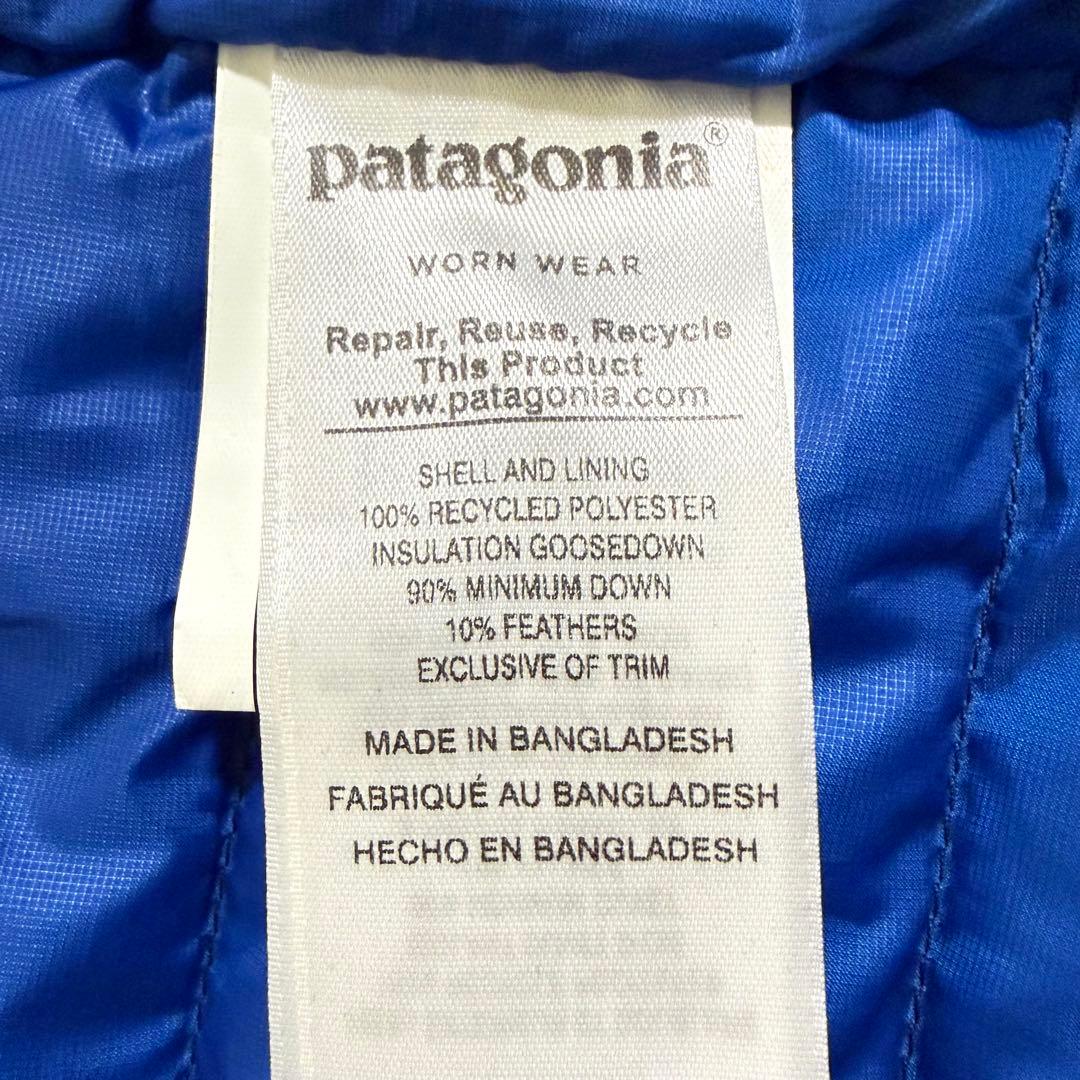 patagonia®
WORN WEAR
Repair, Reuse, Recycle
This Product
www.patagonia.com
SHELL AND LINING
100% RECYCLED POLYESTER
INSULATION GOOSEDOWN
90% MINIMUM DOWN
10% FEATHERS
EXCLUSIVE OF TRIM
MADE IN BANGLADESH
FABRIQUÉ AU BANGLADESH
HECHO EN BANGLADESH